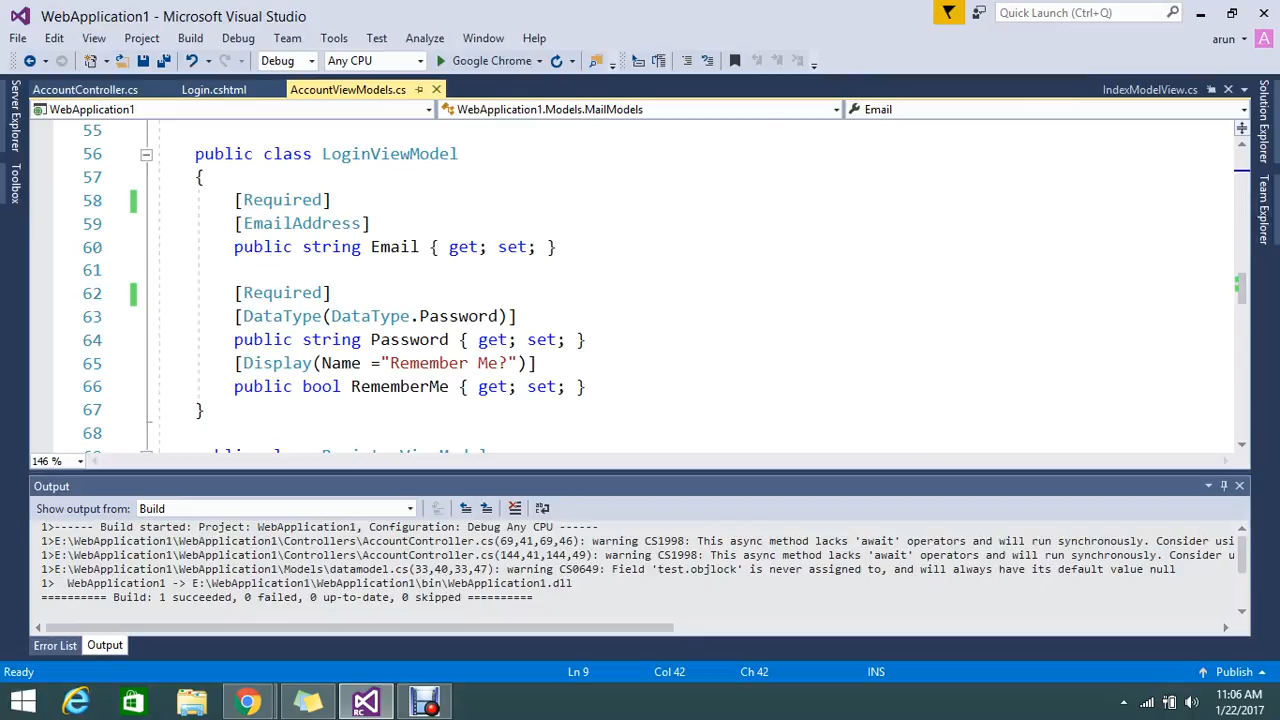 WebApplication1 - Microsoft Visual Studio
Quick Launch (Ctrl+Q)
File Edit View Project Build Debug Team Tools Test Analyze Window Help
arun A
Debug Any CPU Google Chrome
AccountController.cs Login.cshtml AccountViewModels.cs IndexModelView.cs
WebApplication1 WebApplication1.Models.MailModels Email
Server Explorer
Toolbox
Solution Explorer
Team Explorer
55
56 public class LoginViewModel
57 {
58 [Required]
59 [EmailAddress]
60 public string Email { get; set; }
61
62 [Required]
63 [DataType(DataType.Password)]
64 public string Password { get; set; }
65 [Display(Name ="Remember Me?")]
66 public bool RememberMe { get; set; }
67 }
68
146 %
Output
Show output from: Build
1>------ Build started: Project: WebApplication1, Configuration: Debug Any CPU ------
1>E:\WebApplication1\WebApplication1\Controllers\AccountController.cs(69,41,69,46): warning CS1998: This async method lacks 'await' operators and will run synchronously. Consider usi
1>E:\WebApplication1\WebApplication1\Controllers\AccountController.cs(144,41,144,49): warning CS1998: This async method lacks 'await' operators and will run synchronously. Consider u
1>E:\WebApplication1\WebApplication1\Models\datamodel.cs(33,40,33,47): warning CS0649: Field 'test.objlock' is never assigned to, and will always have its default value null
1> WebApplication1 -> E:\WebApplication1\WebApplication1\bin\WebApplication1.dll
========== Build: 1 succeeded, 0 failed, 0 up-to-date, 0 skipped ==========
Error List Output
Ready Ln 9 Col 42 Ch 42 INS Publish
RC
11:06 AM
1/22/2017